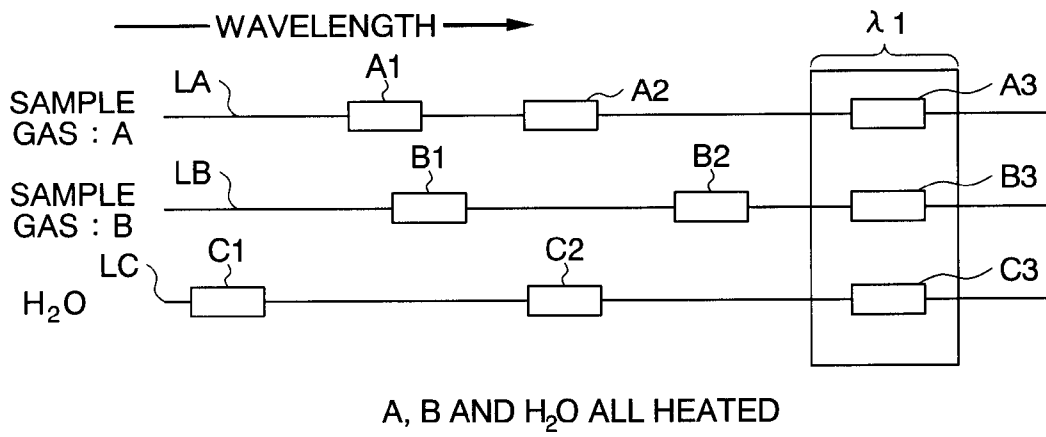 WAVELENGTH
λ1
LA
A1
A2
A3
SAMPLE
GAS : A
LB
B1
B2
B3
SAMPLE
GAS : B
LC
C1
C2
C3
H₂O
A, B AND H₂O ALL HEATED